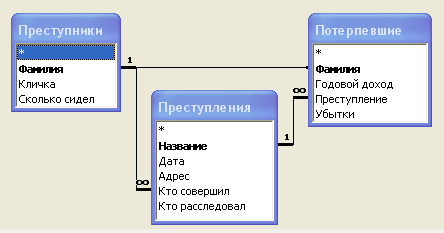 Преступники
*
Фамилия
Кличка
Сколько сидел
1
∞
Преступления
*
Название
Дата
Адрес
Кто совершил
Кто расследовал
1
∞
Потерпевшие
*
Фамилия
Годовой доход
Преступление
Убытки